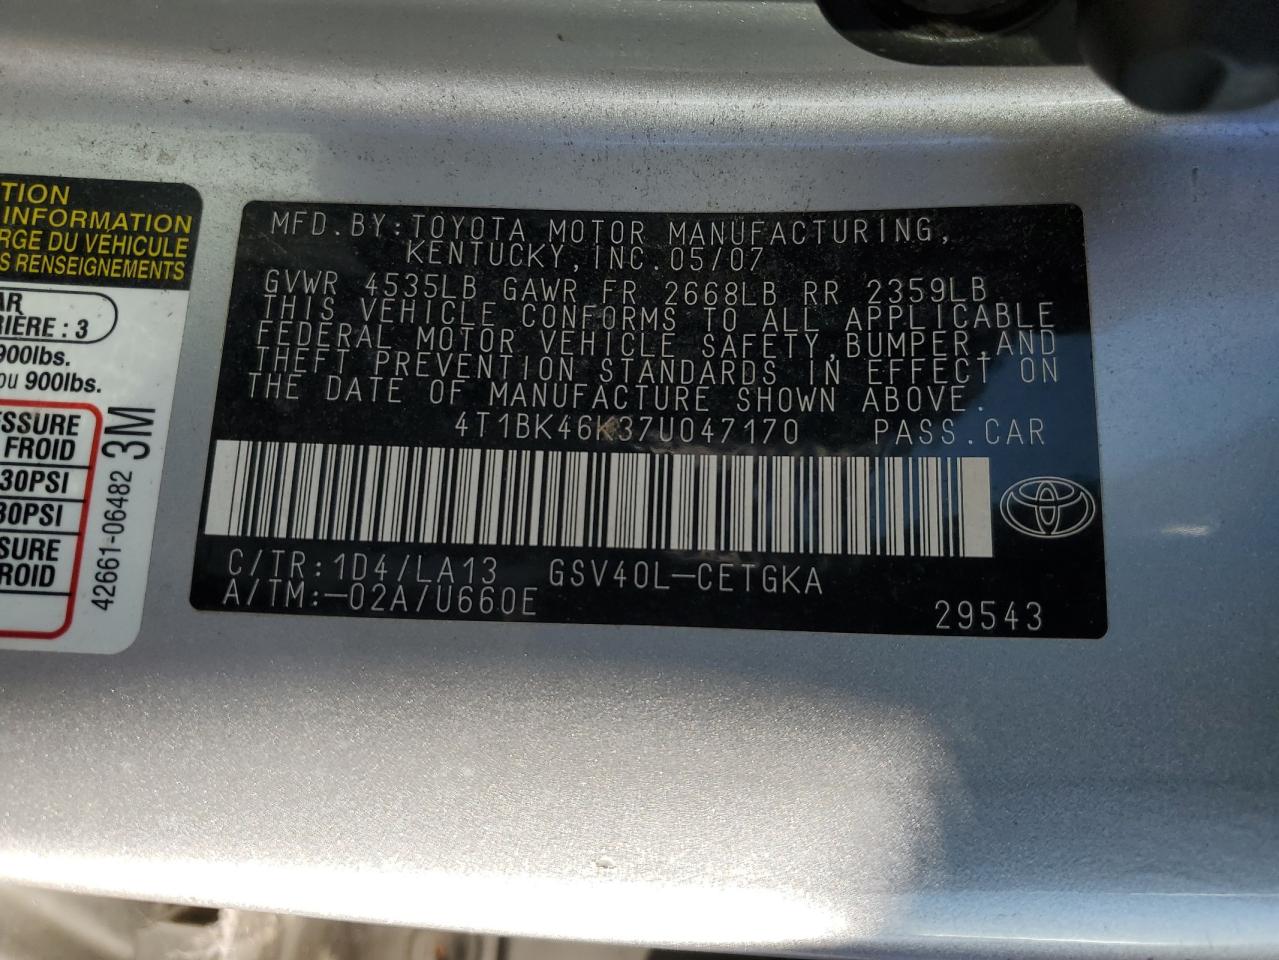 TION
INFORMATION
RGE DU VÉHICULE
S RENSEIGNEMENTS
AR
RIÈRE : 3
900lbs.
ou 900lbs.
ESSURE
FROID
30PSI
30PSI
SURE
ROID
42661-06482 3M
MFD. BY: TOYOTA MOTOR MANUFACTURING,
KENTUCKY, INC. 05/07
GVWR 4535LB GAWR FR 2668LB RR 2359LB
THIS VEHICLE CONFORMS TO ALL APPLICABLE
FEDERAL MOTOR VEHICLE SAFETY, BUMPER, AND
THEFT PREVENTION STANDARDS IN EFFECT ON
THE DATE OF MANUFACTURE SHOWN ABOVE.
4T1BK46K37U047170 PASS. CAR
C/TR: 1D4/LA13 GSV40L-CETGKA
A/TM:-02A/U660E
29543